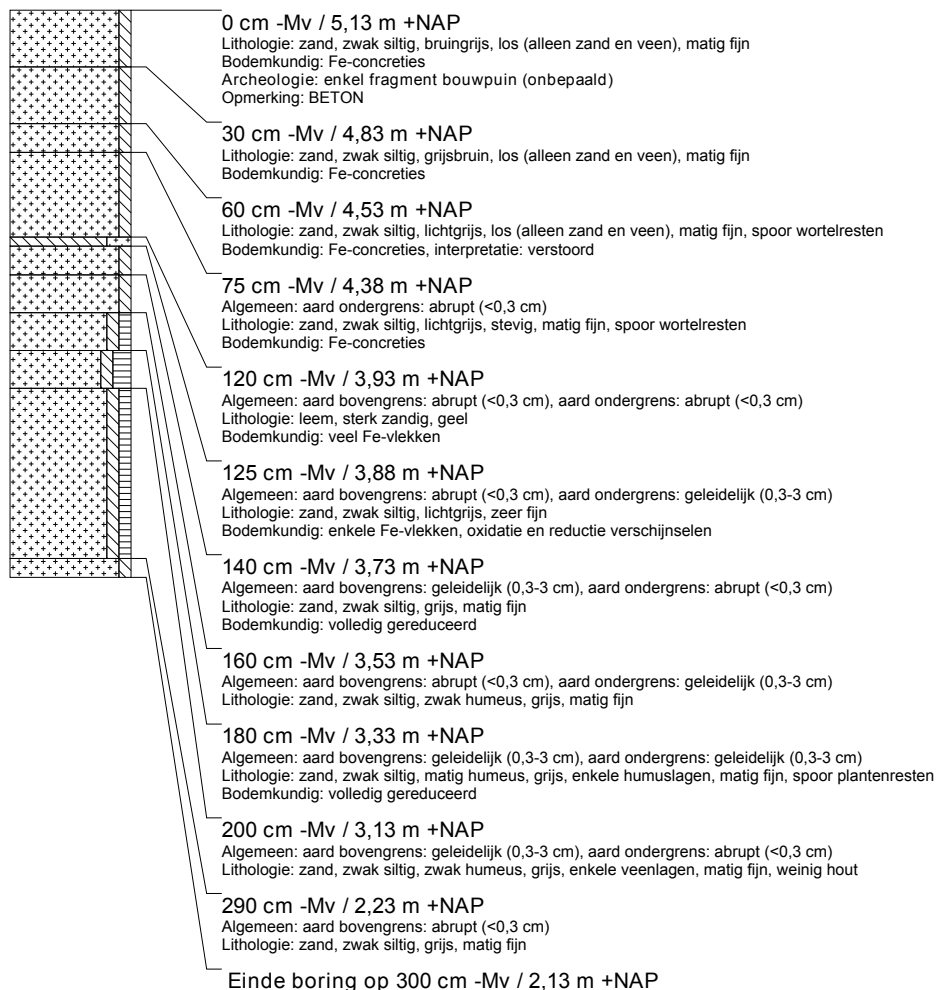 0 cm -Mv / 5,13 m +NAP
Lithologie: zand, zwak siltig, bruingrijs, los (alleen zand en veen), matig fijn
Bodemkundig: Fe-concreties
Archeologie: enkel fragment bouwpuin (onbepaald)
Opmerking: BETON
30 cm -Mv / 4,83 m +NAP
Lithologie: zand, zwak siltig, grijsbruin, los (alleen zand en veen), matig fijn
Bodemkundig: Fe-concreties
60 cm -Mv / 4,53 m +NAP
Lithologie: zand, zwak siltig, lichtgrijs, los (alleen zand en veen), matig fijn, spoor wortelresten
Bodemkundig: Fe-concreties, interpretatie: verstoord
75 cm -Mv / 4,38 m +NAP
Algemeen: aard ondergrens: abrupt (<0,3 cm)
Lithologie: zand, zwak siltig, lichtgrijs, stevig, matig fijn, spoor wortelresten
Bodemkundig: Fe-concreties
120 cm -Mv / 3,93 m +NAP
Algemeen: aard bovengrens: abrupt (<0,3 cm), aard ondergrens: abrupt (<0,3 cm)
Lithologie: leem, sterk zandig, geel
Bodemkundig: veel Fe-vlekken
125 cm -Mv / 3,88 m +NAP
Algemeen: aard bovengrens: abrupt (<0,3 cm), aard ondergrens: geleidelijk (0,3-3 cm)
Lithologie: zand, zwak siltig, lichtgrijs, zeer fijn
Bodemkundig: enkele Fe-vlekken, oxidatie en reductie verschijnselen
140 cm -Mv / 3,73 m +NAP
Algemeen: aard bovengrens: geleidelijk (0,3-3 cm), aard ondergrens: abrupt (<0,3 cm)
Lithologie: zand, zwak siltig, grijs, matig fijn
Bodemkundig: volledig gereduceerd
160 cm -Mv / 3,53 m +NAP
Algemeen: aard bovengrens: abrupt (<0,3 cm), aard ondergrens: geleidelijk (0,3-3 cm)
Lithologie: zand, zwak siltig, zwak humeus, grijs, matig fijn
180 cm -Mv / 3,33 m +NAP
Algemeen: aard bovengrens: geleidelijk (0,3-3 cm), aard ondergrens: geleidelijk (0,3-3 cm)
Lithologie: zand, zwak siltig, matig humeus, grijs, enkele humuslagen, matig fijn, spoor plantenresten
Bodemkundig: volledig gereduceerd
200 cm -Mv / 3,13 m +NAP
Algemeen: aard bovengrens: geleidelijk (0,3-3 cm), aard ondergrens: abrupt (<0,3 cm)
Lithologie: zand, zwak siltig, zwak humeus, grijs, enkele veenlagen, matig fijn, weinig hout
290 cm -Mv / 2,23 m +NAP
Algemeen: aard bovengrens: abrupt (<0,3 cm)
Lithologie: zand, zwak siltig, grijs, matig fijn
Einde boring op 300 cm -Mv / 2,13 m +NAP